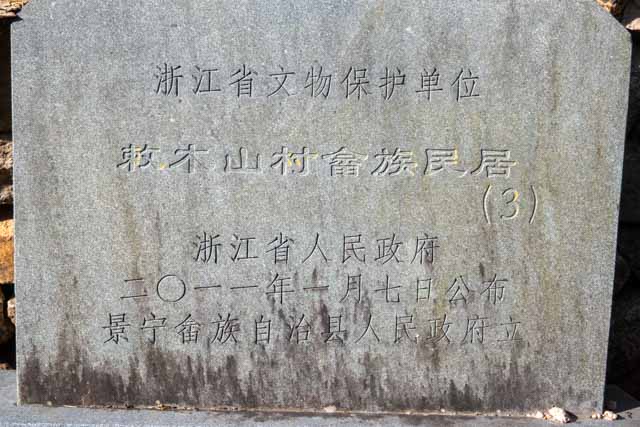 浙江省文物保护单位
敕木山村畲族民居
(3)
浙江省人民政府
二〇一一年一月七日公布
景宁畲族自治县人民政府立